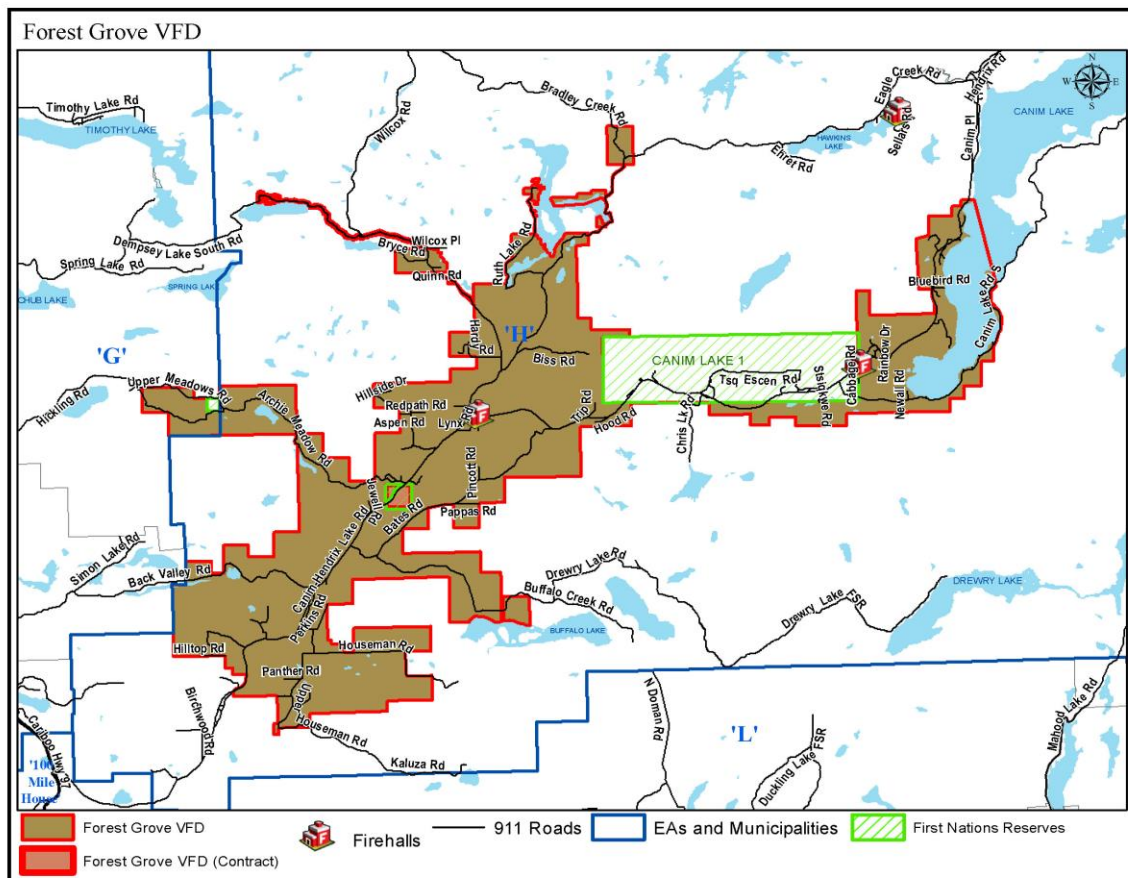 Forest Grove VFD
Timothy Lake Rd
TIMOTHY LAKE
Wilcox Rd
Bradley Creek Rd
Eagle Creek Rd
Hendrix Rd
N
W
E
S
CANIM LAKE
Sellars Rd
Canim Pl
HAWKINS
LAKE
Ehret Rd
Dempsey Lake South Rd
Spring Lake Rd
SPRING LAKE
CHUB LAKE
Bryce Rd
Wilcox Pl
Quinn Rd
Ruth Lake Rd
Bluebird Rd
Canim Lake Rd S
'G'
'H'
Hard
Rd
Biss Rd
CANIM LAKE 1
Tsq Escen Rd
Cabbage Rd
Rainbow Dr
Newall Rd
Chris Lk Rd
Hickling Rd
Upper Meadows Rd
Archie Meadow Rd
Hillside Dr
Redpath Rd
Aspen Rd
Lynx
Rd
Trip Rd
Hood Rd
Pincott Rd
Jewell Rd
Bates Rd
Pappas Rd
Simon Lake Rd
Back Valley Rd
Canim-Hendrix Lake Rd
Perkins Rd
Drewry Lake Rd
Buffalo Creek Rd
BUFFALO LAKE
Drewry Lake FSR
DREWRY LAKE
Hilltop Rd
Houseman Rd
Panther Rd
Birchwood Rd
Upper
Houseman Rd
Kaluza Rd
N Doman Rd
'L'
Duckling Lake FSR
Mahood Lake Rd
Cariboo Hwy 97
'100
Mile
House'
Forest Grove VFD
Firehalls
911 Roads
EAs and Municipalities
First Nations Reserves
Forest Grove VFD (Contract)